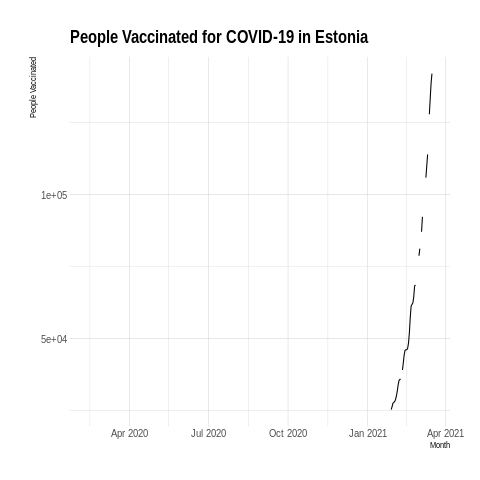 People Vaccinated for COVID-19 in Estonia
People Vaccinated
1e+05
5e+04
Apr 2020 Jul 2020 Oct 2020 Jan 2021 Apr 2021
Month